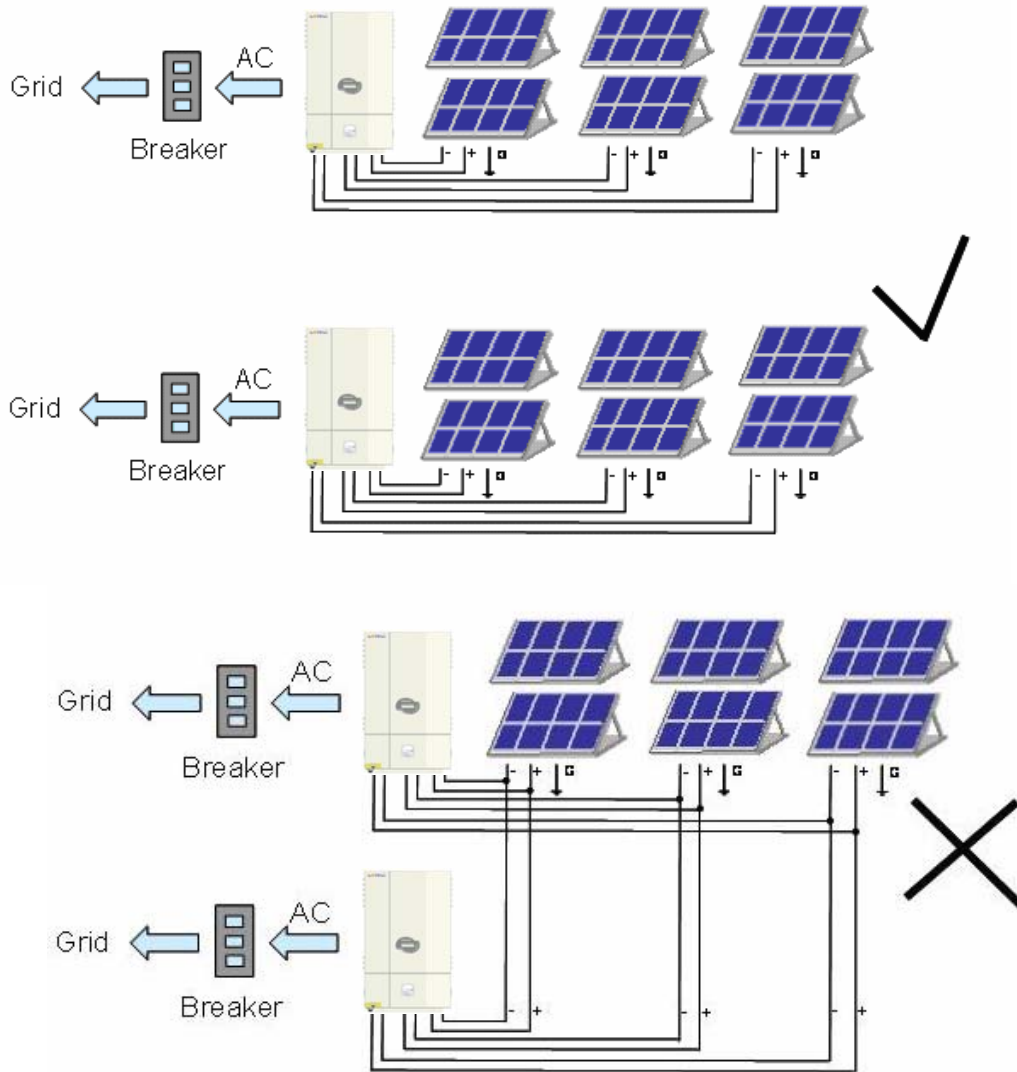 AC
Grid
Breaker
- + - + - +
AC
Grid
Breaker
- + - + - +
AC
Grid
Breaker
- + G - + G - + G
AC
Grid
Breaker
- + - + - +